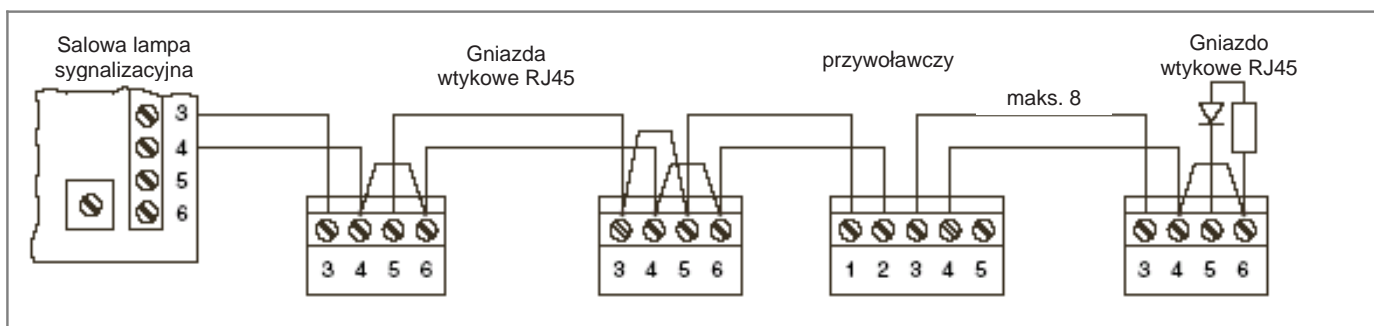 Salowa lampa
sygnalizacyjna
Gniazda
wtykowe RJ45
przywoławczy
Gniazdo
wtykowe RJ45
maks. 8
3
4
5
6
3 4 5 6
3 4 5 6
1 2 3 4 5
3 4 5 6